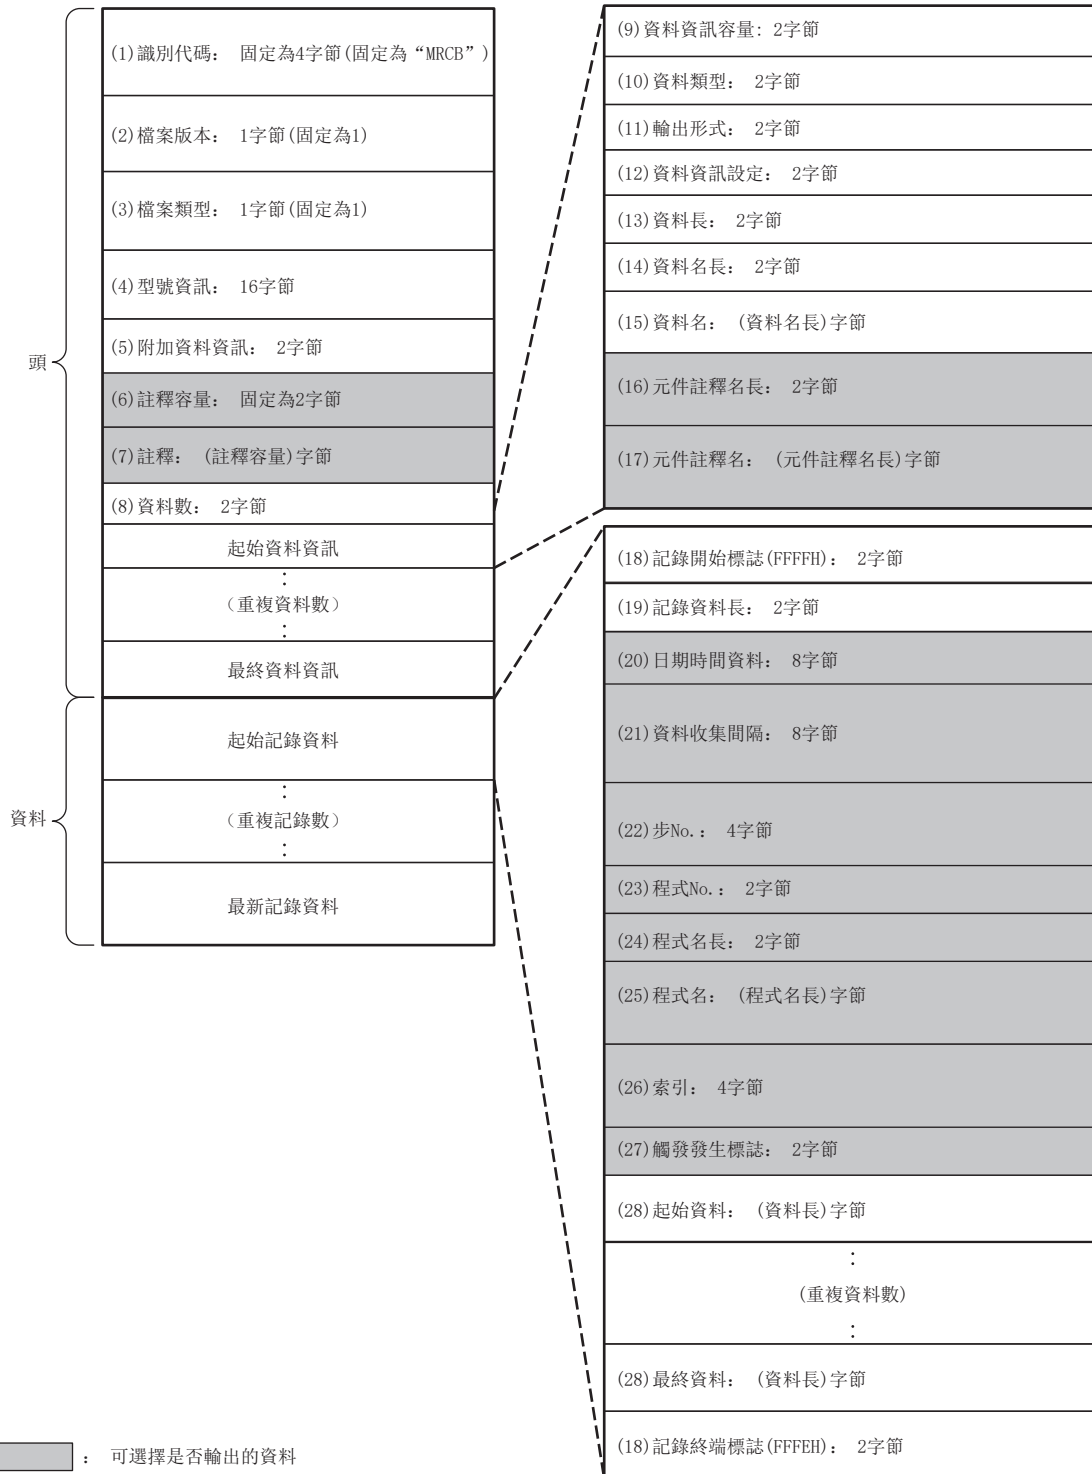 頭
(1)識別代碼： 固定為4字節(固定為“MRCB”)
(2)檔案版本： 1字節(固定為1)
(3)檔案類型： 1字節(固定為1)
(4)型號資訊： 16字節
(5)附加資料資訊： 2字節
(6)註釋容量： 固定為2字節
(7)註釋： (註釋容量)字節
(8)資料數： 2字節
起始資料資訊
：
（重複資料數）
：
最終資料資訊
資料
起始記錄資料
：
（重複記錄數）
：
最新記錄資料
(9)資料資訊容量: 2字節
(10)資料類型： 2字節
(11)輸出形式： 2字節
(12)資料資訊設定： 2字節
(13)資料長： 2字節
(14)資料名長： 2字節
(15)資料名： (資料名長)字節
(16)元件註釋名長： 2字節
(17)元件註釋名： (元件註釋名長)字節
(18)記錄開始標誌(FFFFH)： 2字節
(19)記錄資料長： 2字節
(20)日期時間資料： 8字節
(21)資料收集間隔： 8字節
(22)步No.： 4字節
(23)程式No.： 2字節
(24)程式名長： 2字節
(25)程式名： (程式名長)字節
(26)索引： 4字節
(27)觸發發生標誌： 2字節
(28)起始資料： (資料長)字節
：
(重複資料數)
：
(28)最終資料： (資料長)字節
(18)記錄終端標誌(FFFEH)： 2字節
： 可選擇是否輸出的資料